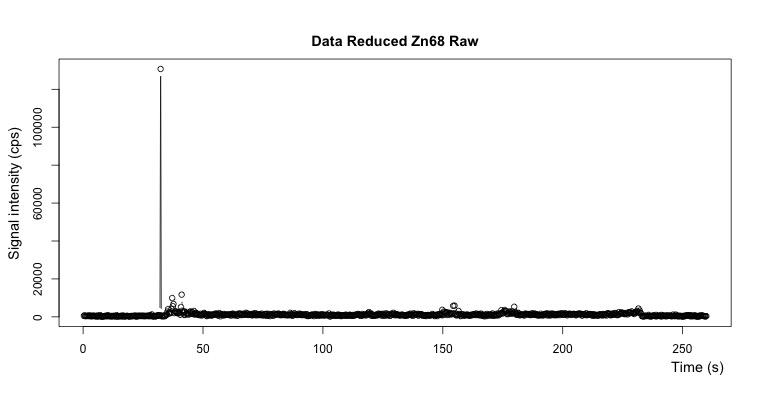 Data Reduced Zn68 Raw
Signal intensity (cps)
100000
60000
20000
0
0 50 100 150 200 250
Time (s)